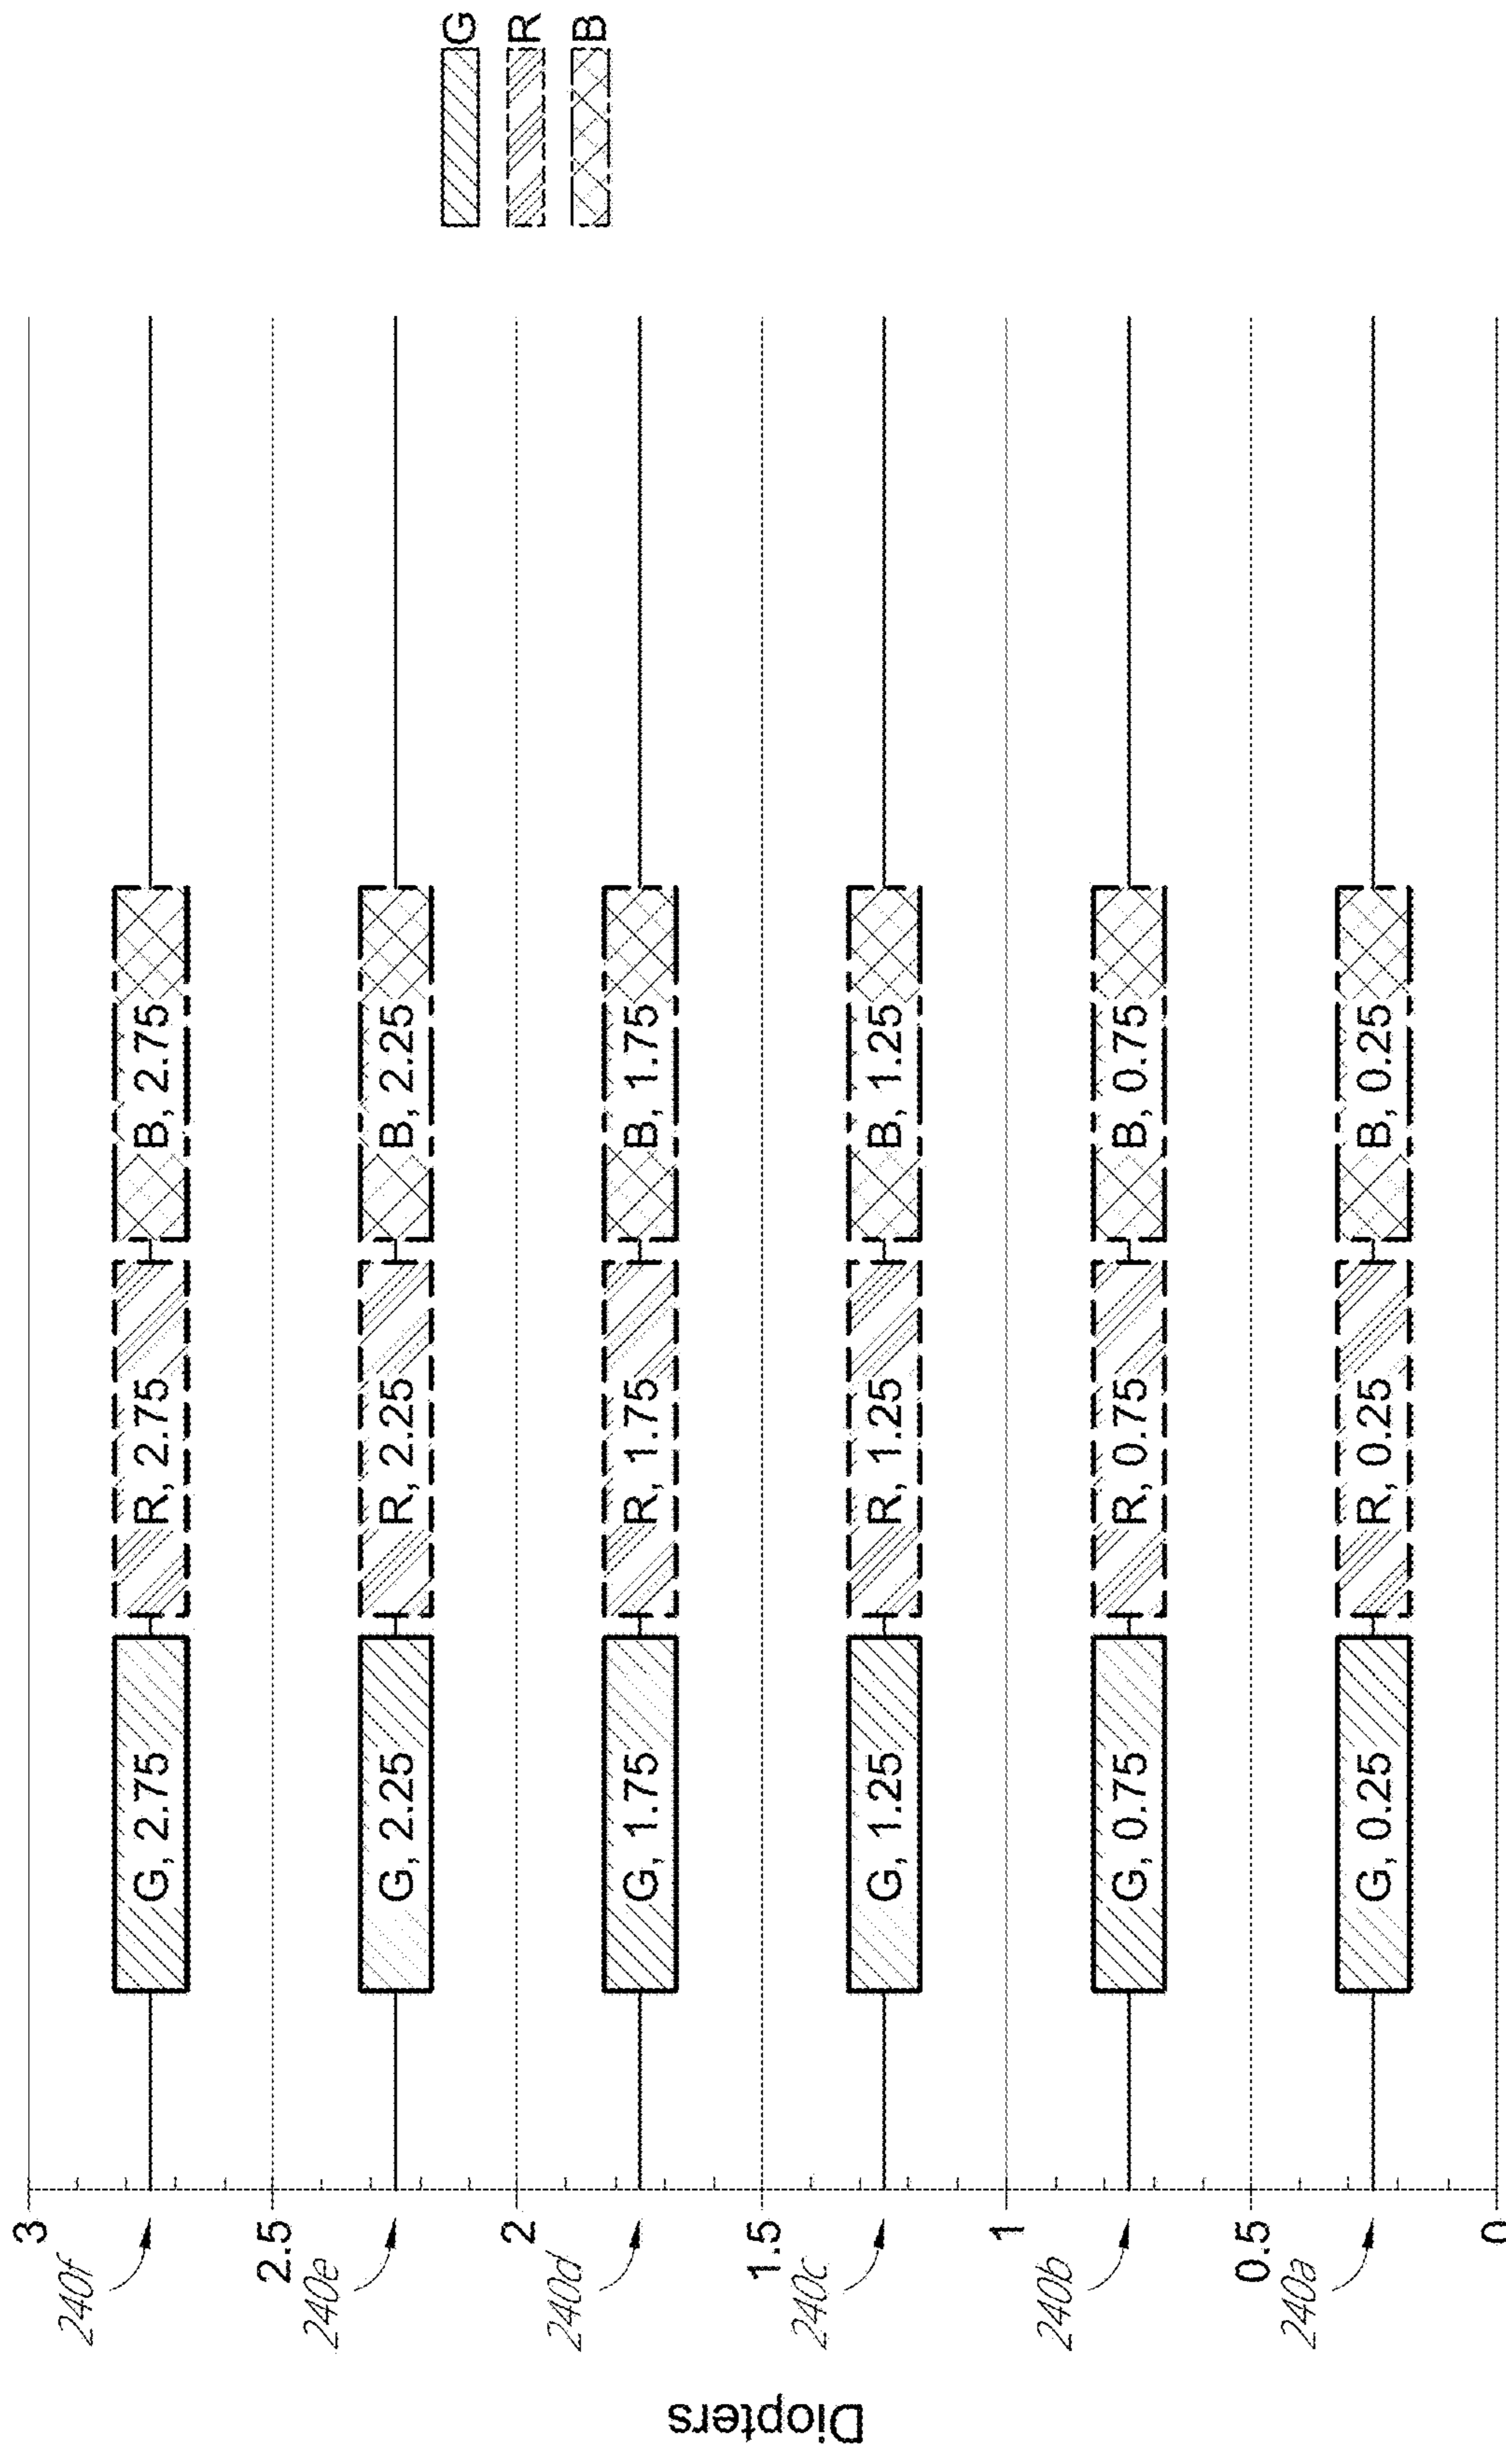 3
240f
G, 2.75 R, 2.75 B, 2.75
2.5
240e
G, 2.25 R, 2.25 B, 2.25
2
240d
G, 1.75 R, 1.75 B, 1.75
1.5
240c
G, 1.25 R, 1.25 B, 1.25
1
240b
G, 0.75 R, 0.75 B, 0.75
0.5
240a
G, 0.25 R, 0.25 B, 0.25
0
Diopters
G
R
B